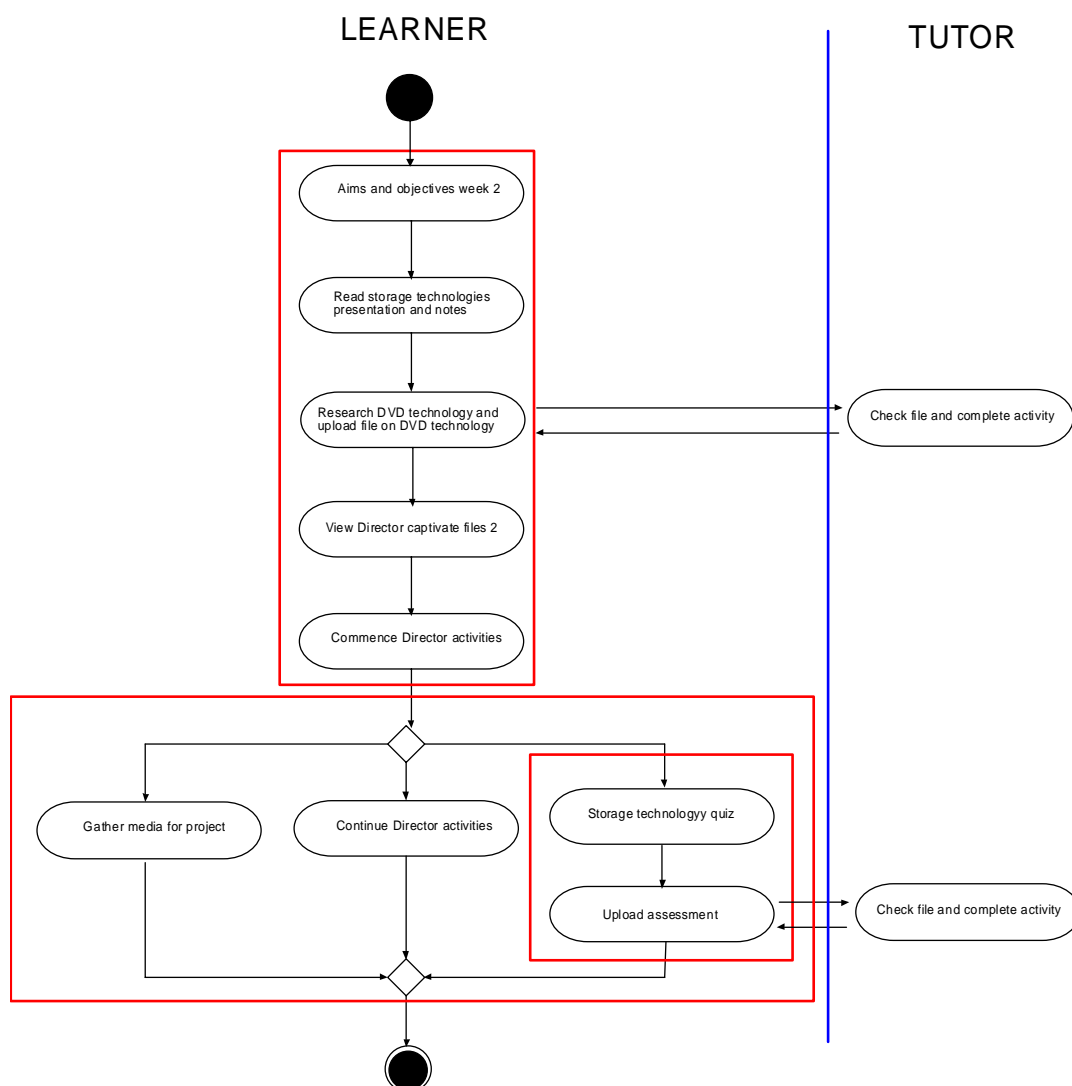 LEARNER
TUTOR
Aims and objectives week 2
Read storage technologies
presentation and notes
Research DVD technology and
upload file on DVD technology
Check file and complete activity
View Director captivate files 2
Commence Director activities
Gather media for project
Continue Director activities
Storage technologyy quiz
Upload assessment
Check file and complete activity